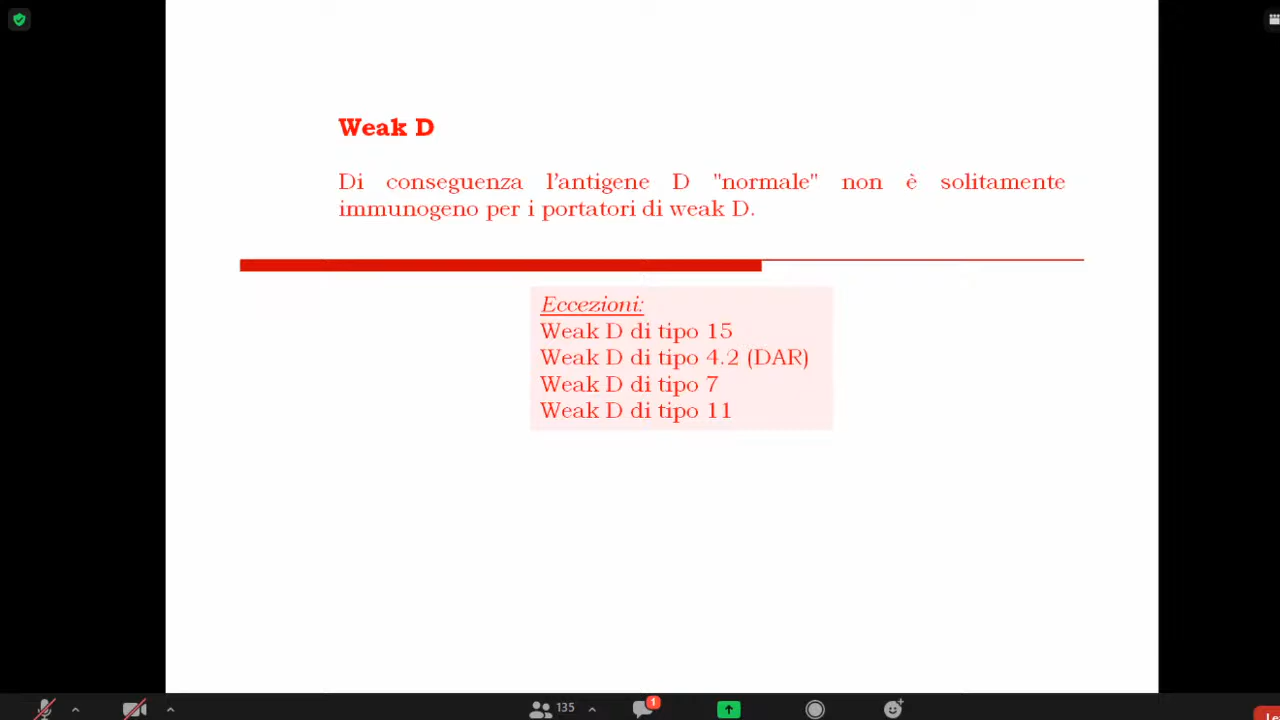 Weak D
Di conseguenza l'antigene D "normale" non è solitamente
immunogeno per i portatori di weak D.
Eccezioni:
Weak D di tipo 15
Weak D di tipo 4.2 (DAR)
Weak D di tipo 7
Weak D di tipo 11
135
1